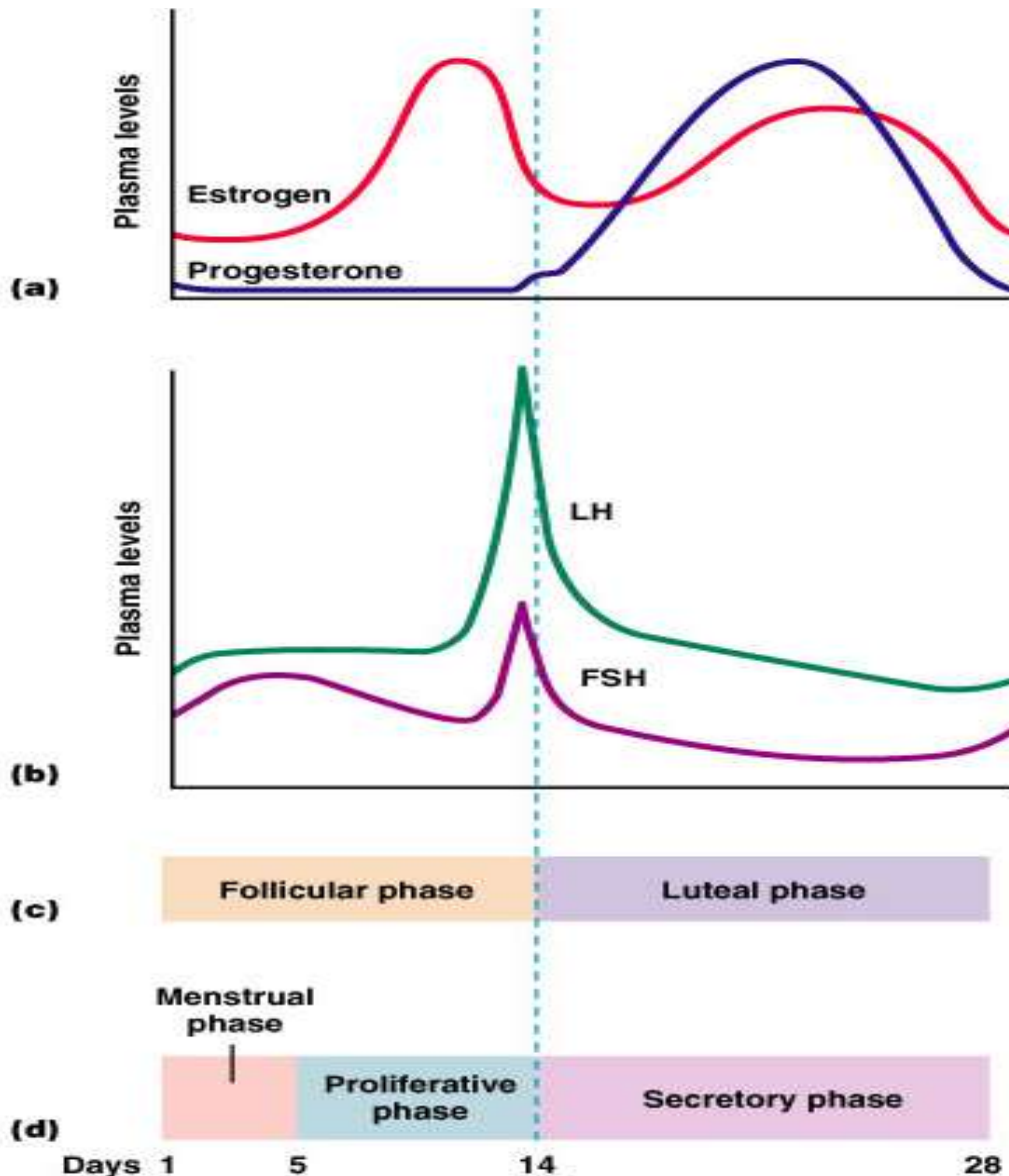 Plasma levels
Estrogen
Progesterone
(a)
Plasma levels
LH
FSH
(b)
Follicular phase
Luteal phase
(c)
Menstrual
phase
Proliferative
phase
Secretory phase
(d)
Days 1 5 14 28